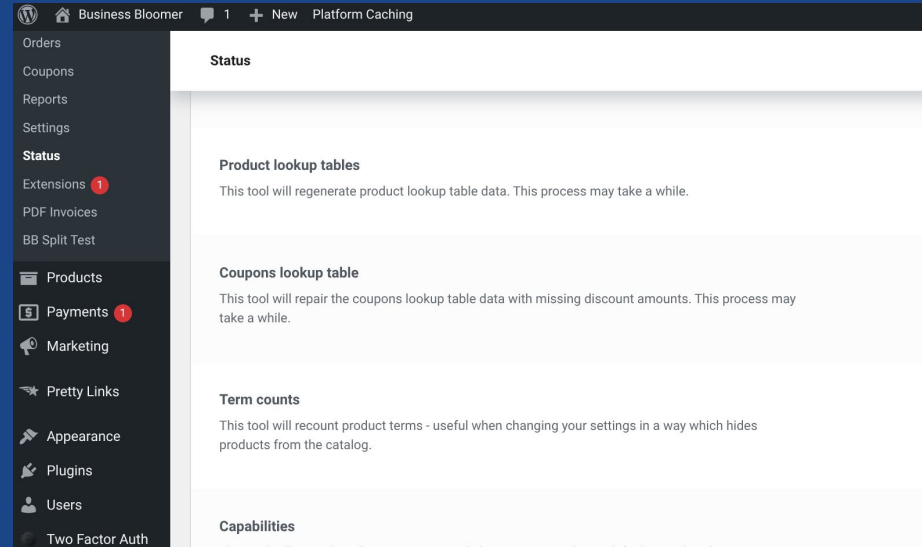 Business Bloomer 1 New Platform Caching
Orders
Coupons
Reports
Settings
Status
Extensions 1
PDF Invoices
BB Split Test
Products
Payments 1
Marketing
Pretty Links
Appearance
Plugins
Users
Two Factor Auth
Status
Product lookup tables
This tool will regenerate product lookup table data. This process may take a while.
Coupons lookup table
This tool will repair the coupons lookup table data with missing discount amounts. This process may
take a while.
Term counts
This tool will recount product terms - useful when changing your settings in a way which hides
products from the catalog.
Capabilities